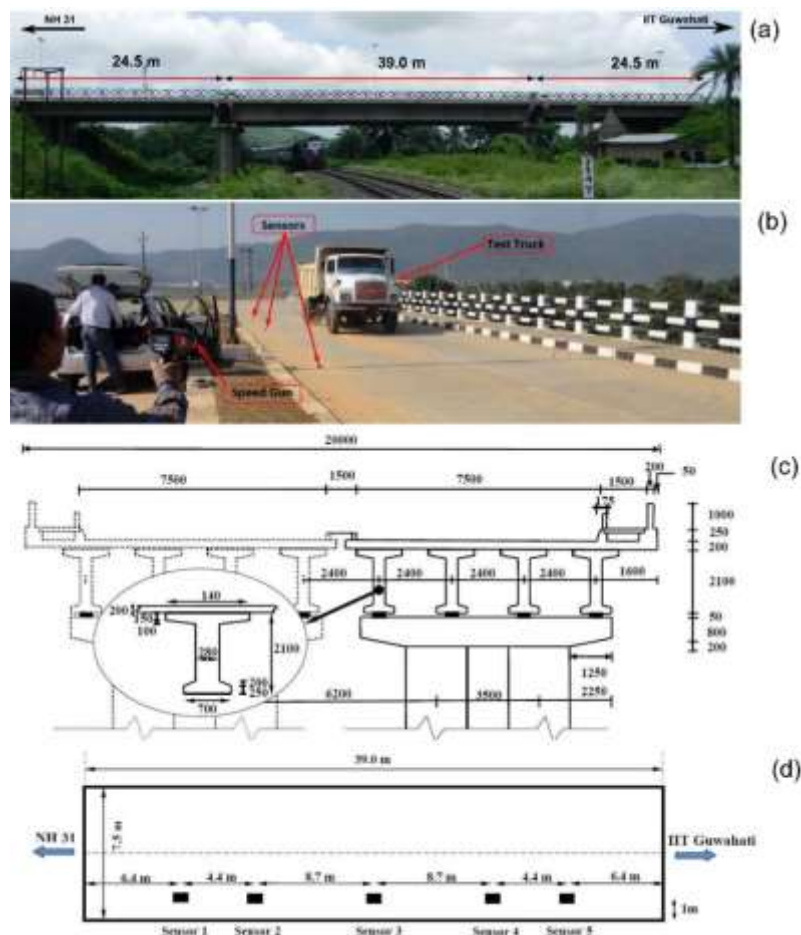 NH 31
IIT Guwahati
(a)
24.5 m
39.0 m
24.5 m
(b)
Sensors
Test Truck
Speed Gun
(c)
20000
7500
1500
7500
1500
200
50
175
1000
250
200
2100
50
800
200
2400
2400
2400
2400
1600
200
140
150
100
280
2100
200
250
700
6200
3500
1250
2250
(d)
39.0 m
NH 31
7.5 m
IIT Guwahati
6.4 m
4.4 m
8.7 m
8.7 m
4.4 m
6.4 m
1m
Sensor 1
Sensor 2
Sensor 3
Sensor 4
Sensor 5